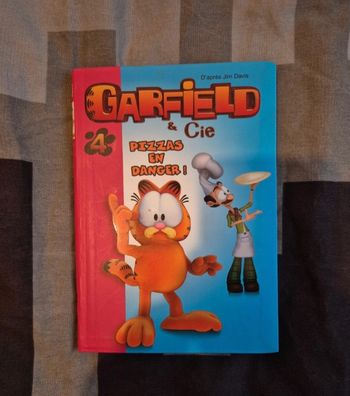 D'après Jim Davis
GARFIELD
& Cie
4
PIZZAS
EN
DANGER !